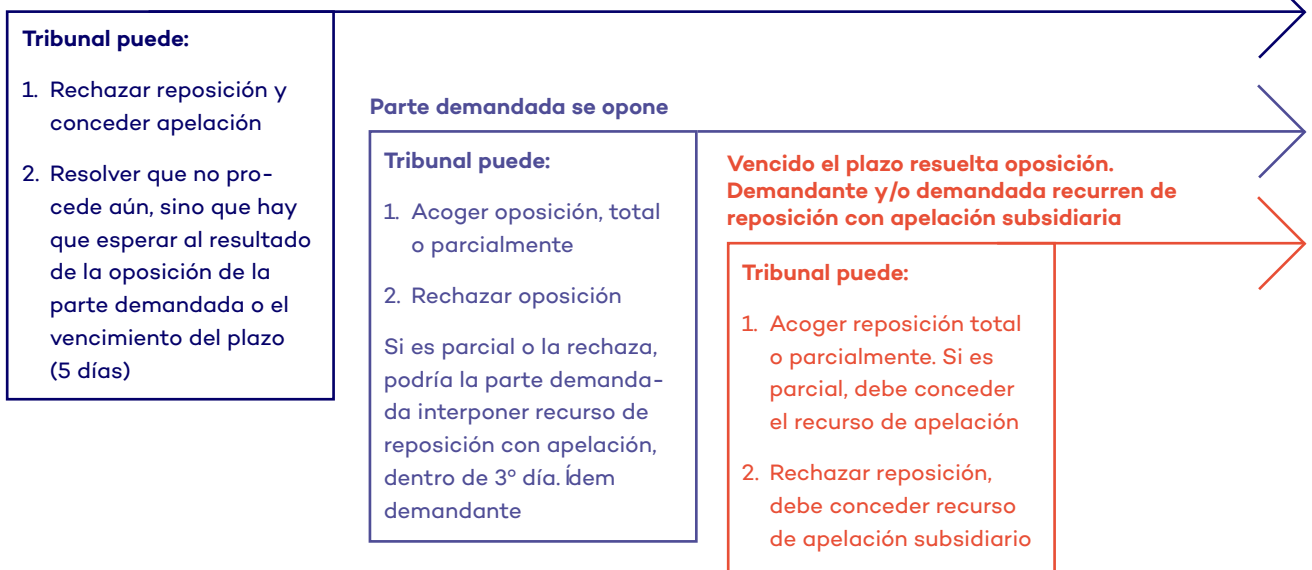 Tribunal puede:
1. Rechazar reposición y
conceder apelación
2. Resolver que no pro-
cede aún, sino que hay
que esperar al resultado
de la oposición de la
parte demandada o el
vencimiento del plazo
(5 días)
Parte demandada se opone
Tribunal puede:
1. Acoger oposición, total
o parcialmente
2. Rechazar oposición
Si es parcial o la rechaza,
podría la parte demanda-
da interponer recurso de
reposición con apelación,
dentro de 3º día. Ídem
demandante
Vencido el plazo resuelta oposición.
Demandante y/o demandada recurren de
reposición con apelación subsidiaria
Tribunal puede:
1. Acoger reposición total
o parcialmente. Si es
parcial, debe conceder
el recurso de apelación
2. Rechazar reposición,
debe conceder recurso
de apelación subsidiario